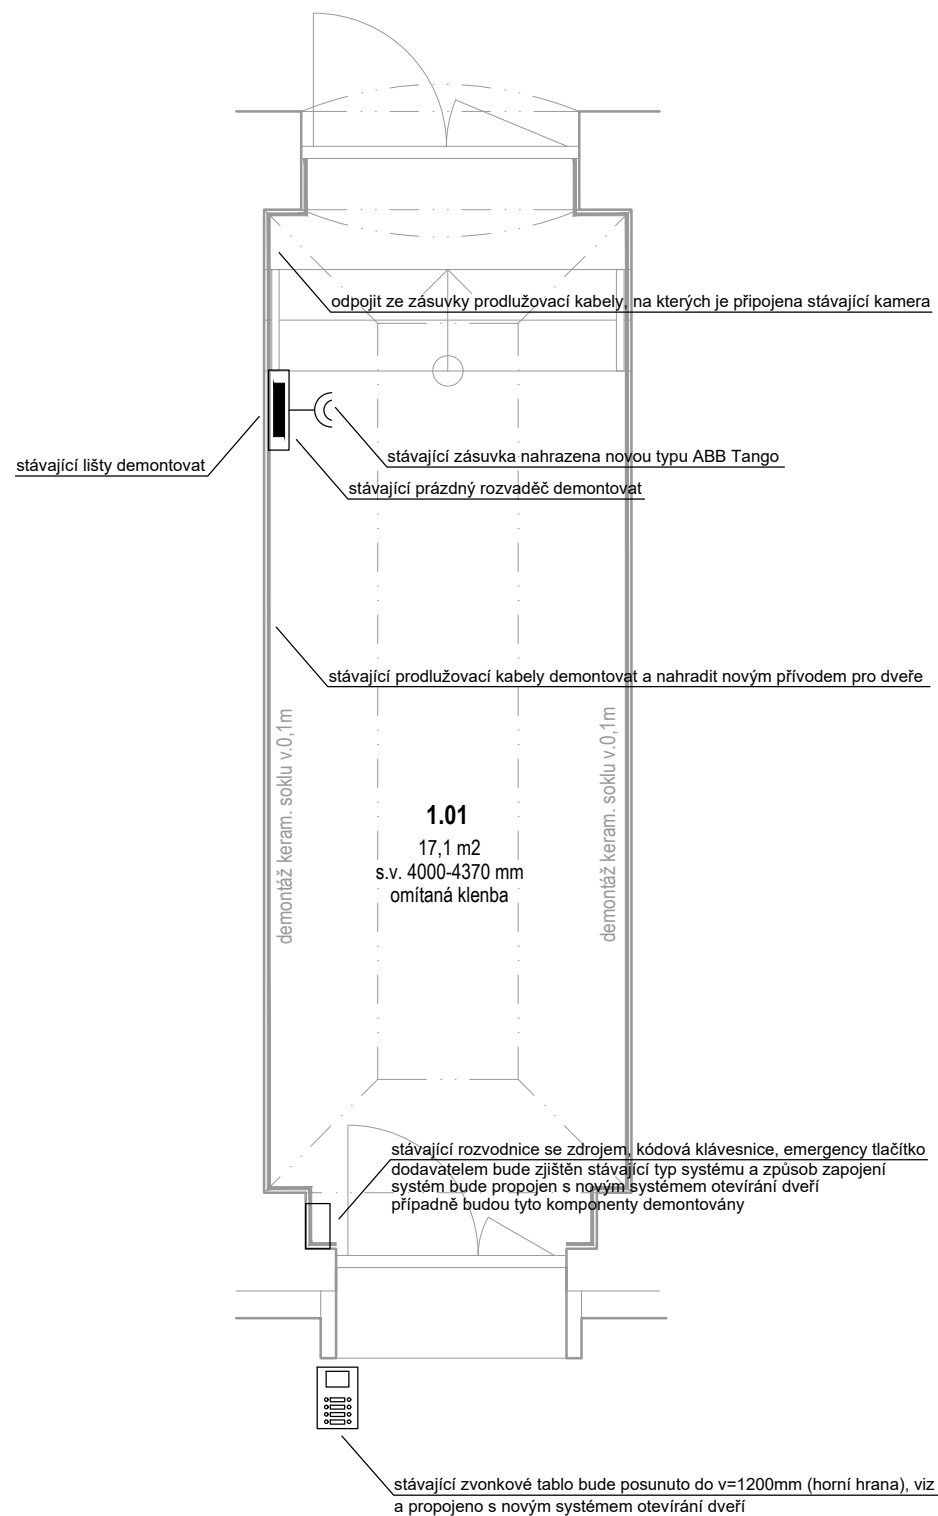 odpojit ze zásuvky prodlužovací kabely, na kterých je připojena stávající kamera
stávající zásuvka nahrazena novou typu ABB Tango
stávající lišty demontovat
stávající prázdný rozvaděč demontovat
stávající prodlužovací kabely demontovat a nahradit novým přívodem pro dveře
demontáž keram. soklu v.0,1m
demontáž keram. soklu v.0,1m
1.01
17,1 m2
s.v. 4000-4370 mm
omítaná klenba
stávající rozvodnice se zdrojem, kódová klávesnice, emergency tlačítko
dodavatelem bude zjištěn stávající typ systému a způsob zapojení
systém bude propojen s novým systémem otevírání dveří
případně budou tyto komponenty demontovány
stávající zvonkové tablo bude posunuto do v=1200mm (horní hrana), viz
a propojeno s novým systémem otevírání dveří